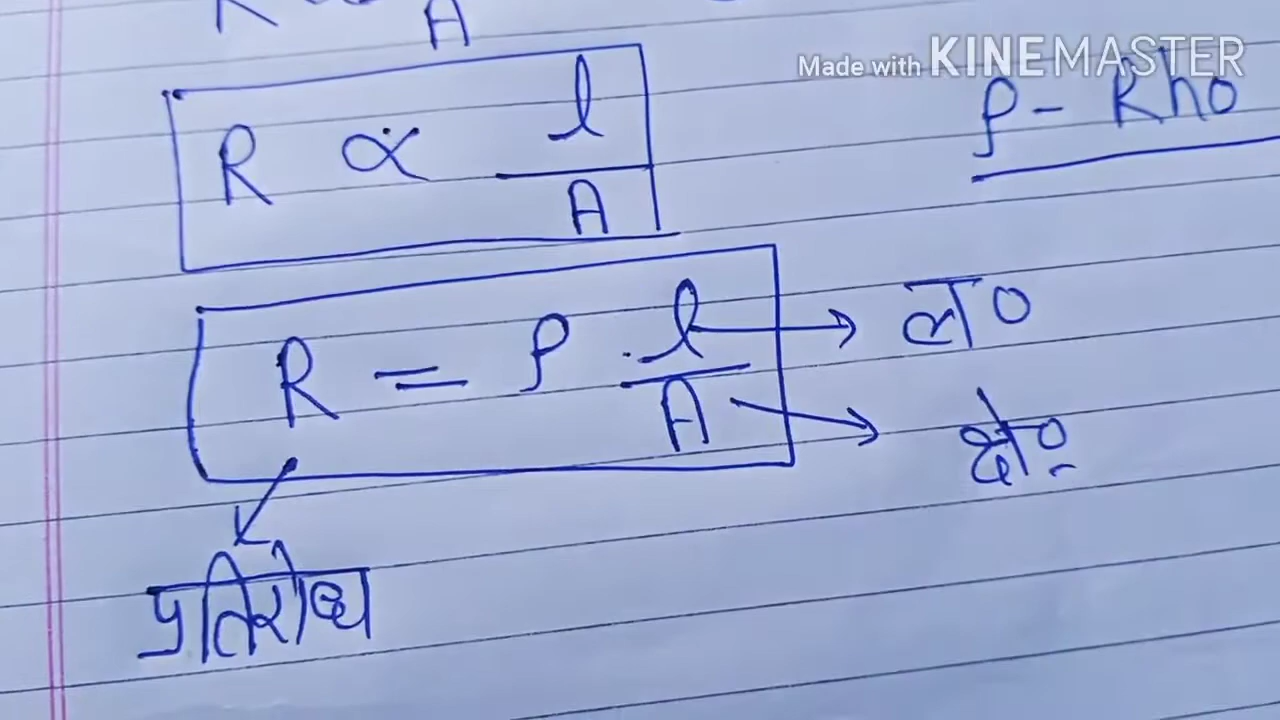 A
Made with KINEMASTER
R ∝ l
A
ρ - Rho
R = ρ . l → ल०
A → क्षे०
प्रतिरोध